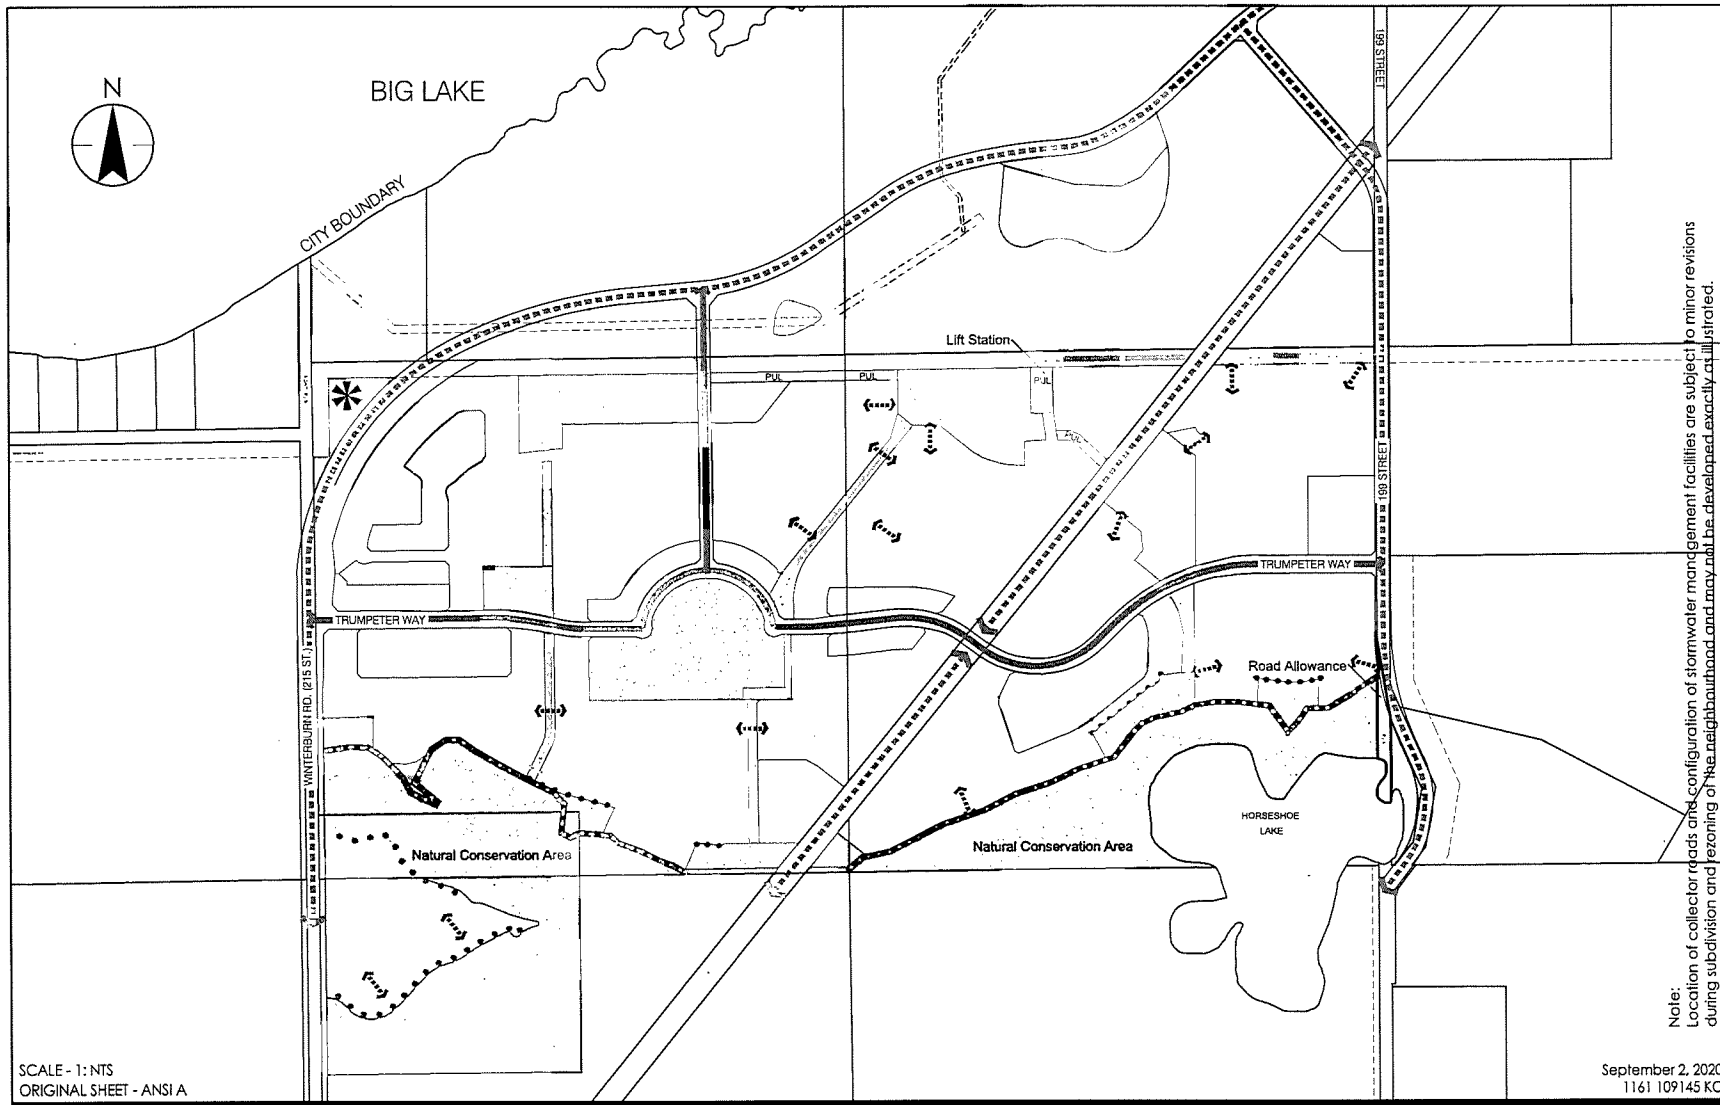 N
BIG LAKE
199 STREET
CITY BOUNDARY
Lift Station
PUL
PUL
PUL
PUL
199 STREET
TRUMPETER WAY
TRUMPETER WAY
WINTERBURN RD. (215 ST.)
Road Allowance
HORSESHOE
LAKE
Natural Conservation Area
Natural Conservation Area
Note:
Location of collector roads and configuration of stormwater management facilities are subject to minor revisions
during subdivision and rezoning of the neighbourhood and may not be developed exactly as illustrated.
SCALE - 1: NTS
ORIGINAL SHEET - ANSI A
September 2, 2020
1161 109145 KC